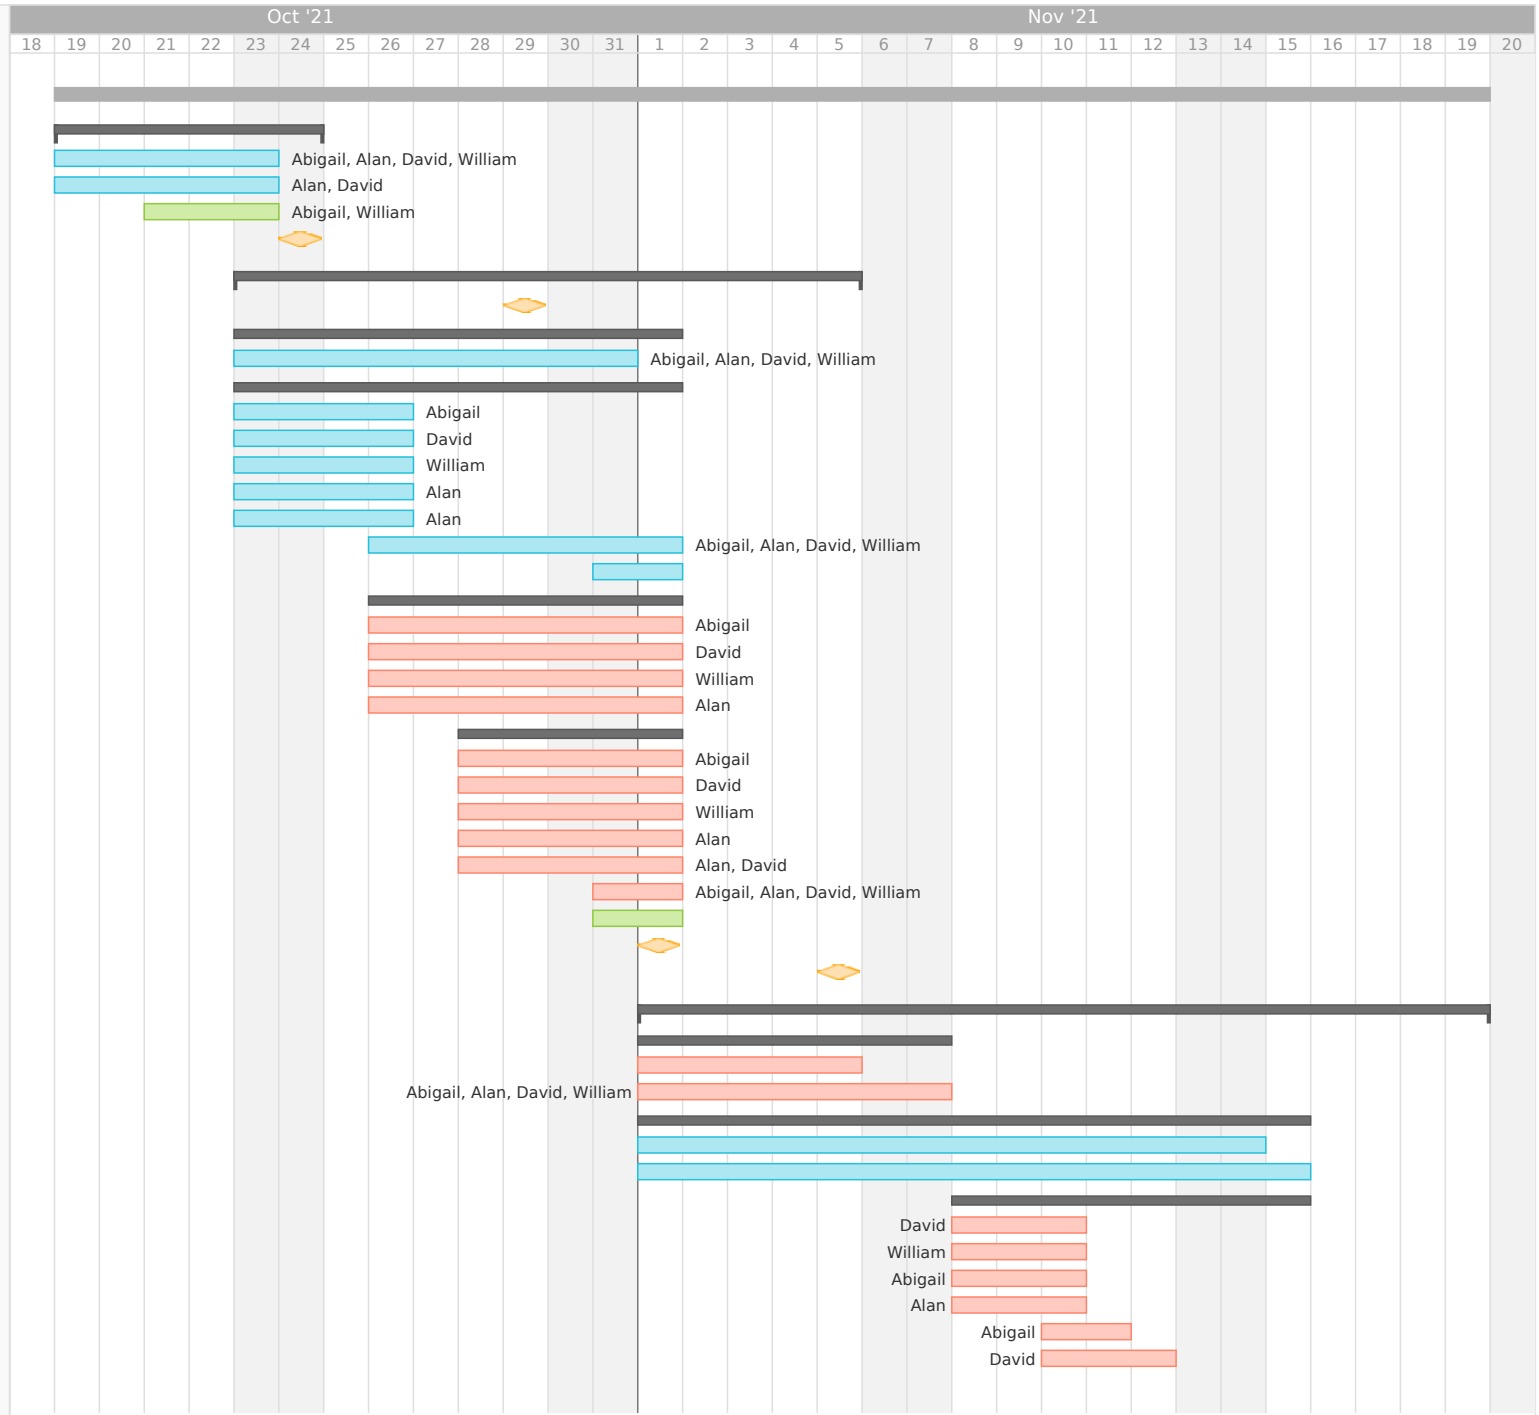 Oct '21 Nov '21
18 19 20 21 22 23 24 25 26 27 28 29 30 31 1 2 3 4 5 6 7 8 9 10 11 12 13 14 15 16 17 18 19 20
Abigail, Alan, David, William
Alan, David
Abigail, William
Abigail, Alan, David, William
Abigail
David
William
Alan
Alan
Abigail, Alan, David, William
Abigail
David
William
Alan
Abigail
David
William
Alan
Alan, David
Abigail, Alan, David, William
Abigail, Alan, David, William
David
William
Abigail
Alan
Abigail
David